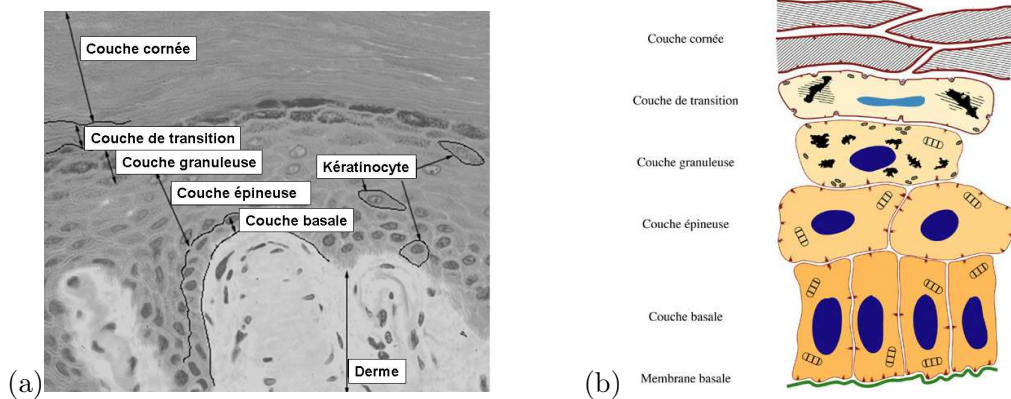 Couche cornée
Couche de transition
Couche granuleuse
Kératinocyte
Couche épineuse
Couche basale
Derme
(a)
Couche cornée
Couche de transition
Couche granuleuse
Couche épineuse
Couche basale
Membrane basale
(b)